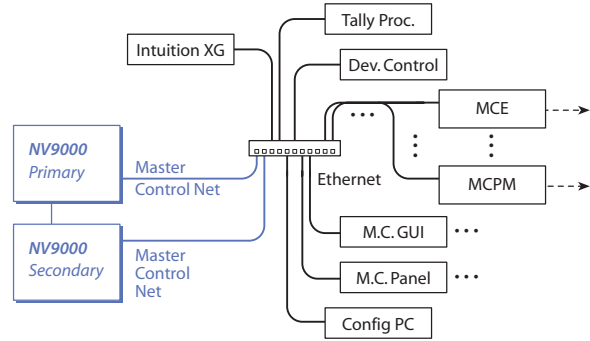 Tally Proc.
Intuition XG
Dev. Control
MCE
NV9000
Primary
Master
Control Net
Ethernet
MCPM
NV9000
Secondary
Master
Control
Net
M.C. GUI
M.C. Panel
Config PC